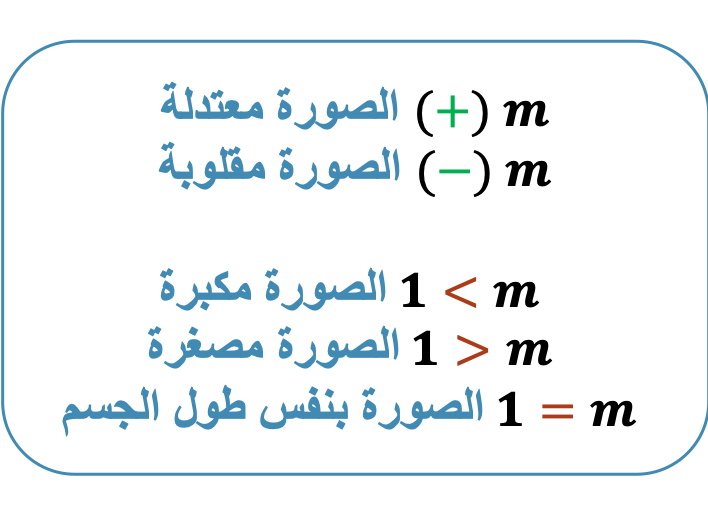 m (+) الصورة معتدلة
m (−) الصورة مقلوبة
1 < m الصورة مكبرة
1 > m الصورة مصغرة
1 = m الصورة بنفس طول الجسم